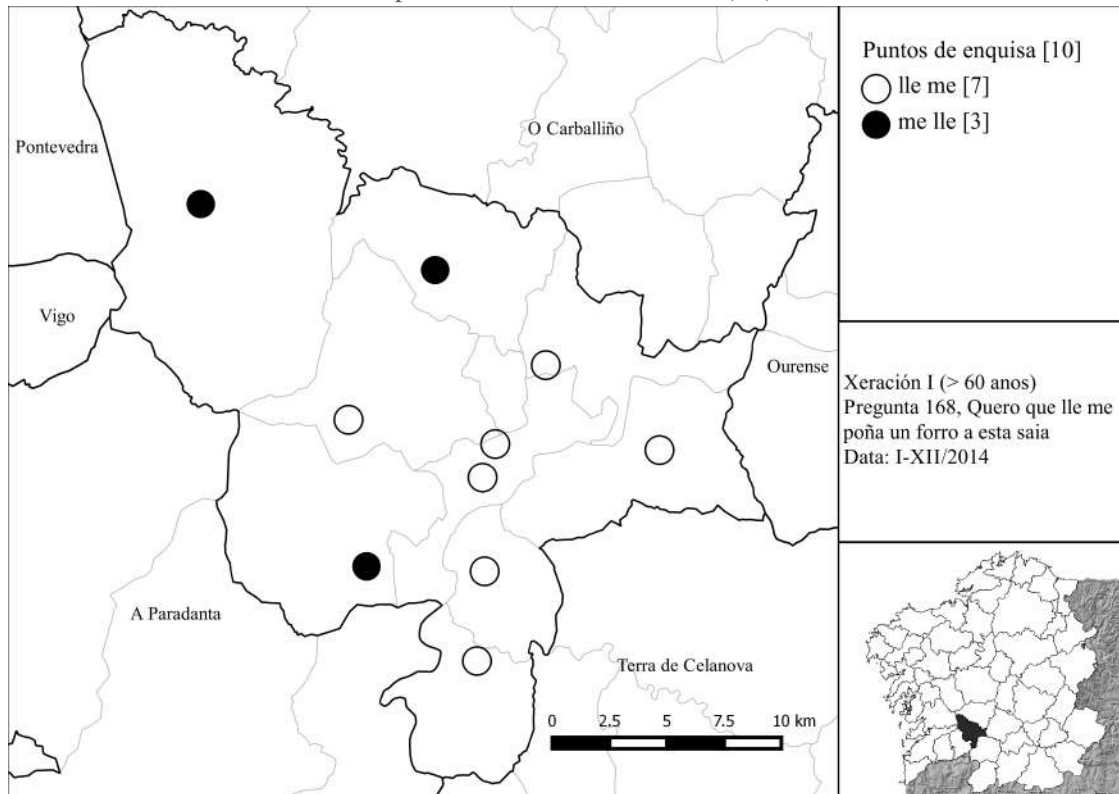 Pontevedra
O Carballiño
Vigo
Ourense
A Paradanta
Terra de Celanova
0 2,5 5 7,5 10 km
Puntos de enquisa [10]
lle me [7]
me lle [3]
Xeración I (> 60 anos)
Pregunta 168, Quero que lle me
poña un forro a esta saia
Data: I-XII/2014